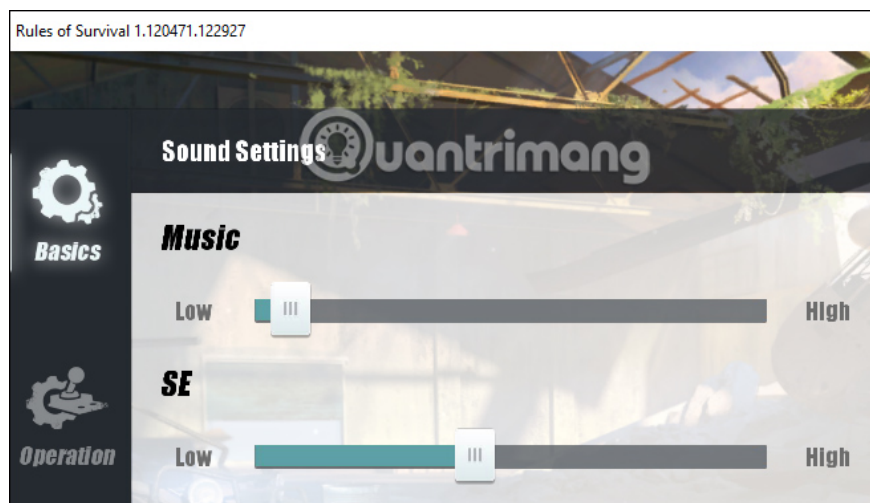 Rules of Survival 1.120471.122927
Sound Settings
Quantrimang
Basics
Music
Low High
SE
Operation
Low High